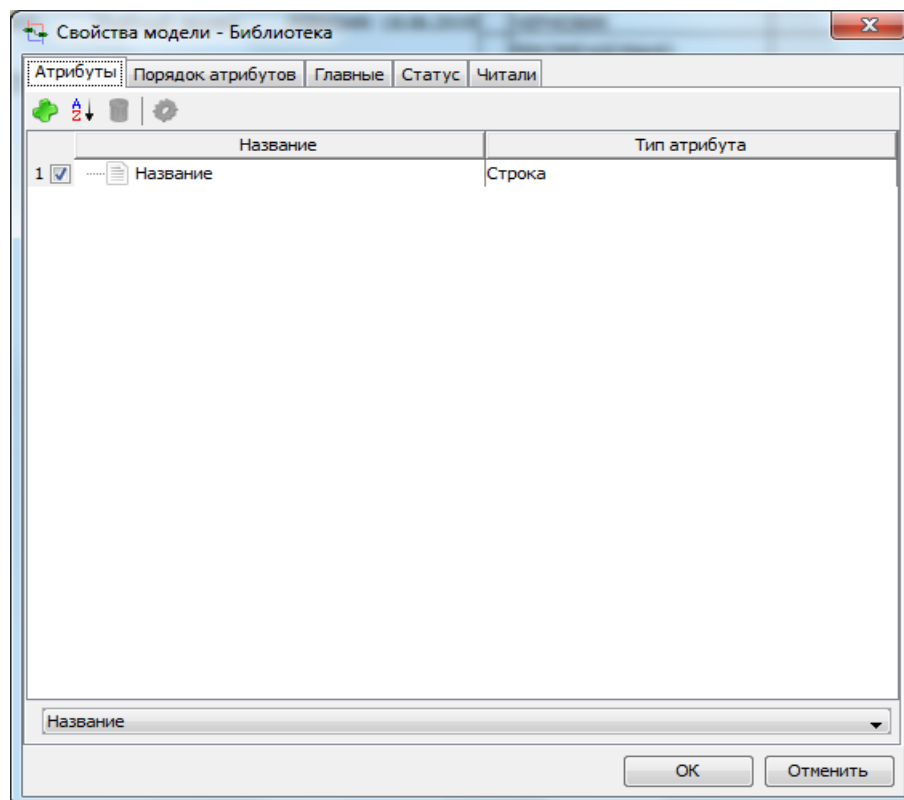 Свойства модели - Библиотека
Атрибуты Порядок атрибутов Главные Статус Читали
Название Тип атрибута
1 Название Строка
Название
OK Отменить